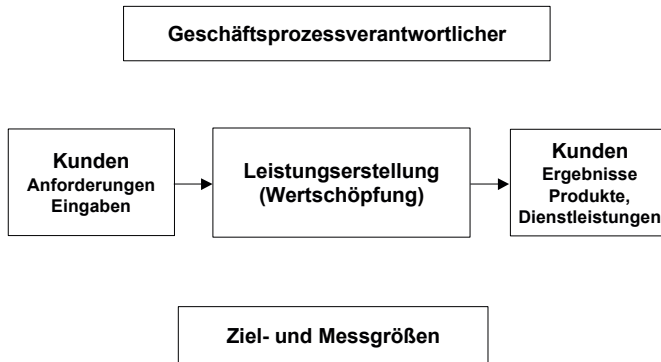 Geschäftsprozessverantwortlicher
Kunden
Anforderungen
Eingaben
Leistungserstellung
(Wertschöpfung)
Kunden
Ergebnisse
Produkte,
Dienstleistungen
Ziel- und Messgrößen